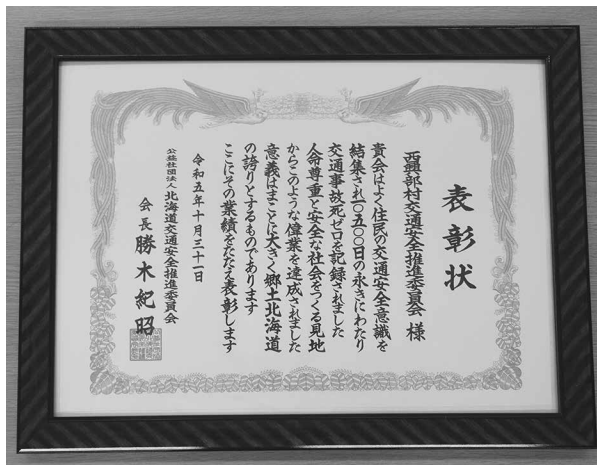 表彰状
西興部村交通安全推進委員会 様
貴会はよく住民の交通安全意識を
結集され一〇五〇〇日の永きにわたり
交通事故死ゼロを記録されました
人命尊重と安全な社会をつくる見地
からこのような偉業を達成されました
意義はまことに大きく郷土北海道
の誇りとするものであります
ここにその業績をたたえ表彰します
令和五年十月三十一日
公益社団法人 北海道交通安全推進委員会
会長 勝木紀昭